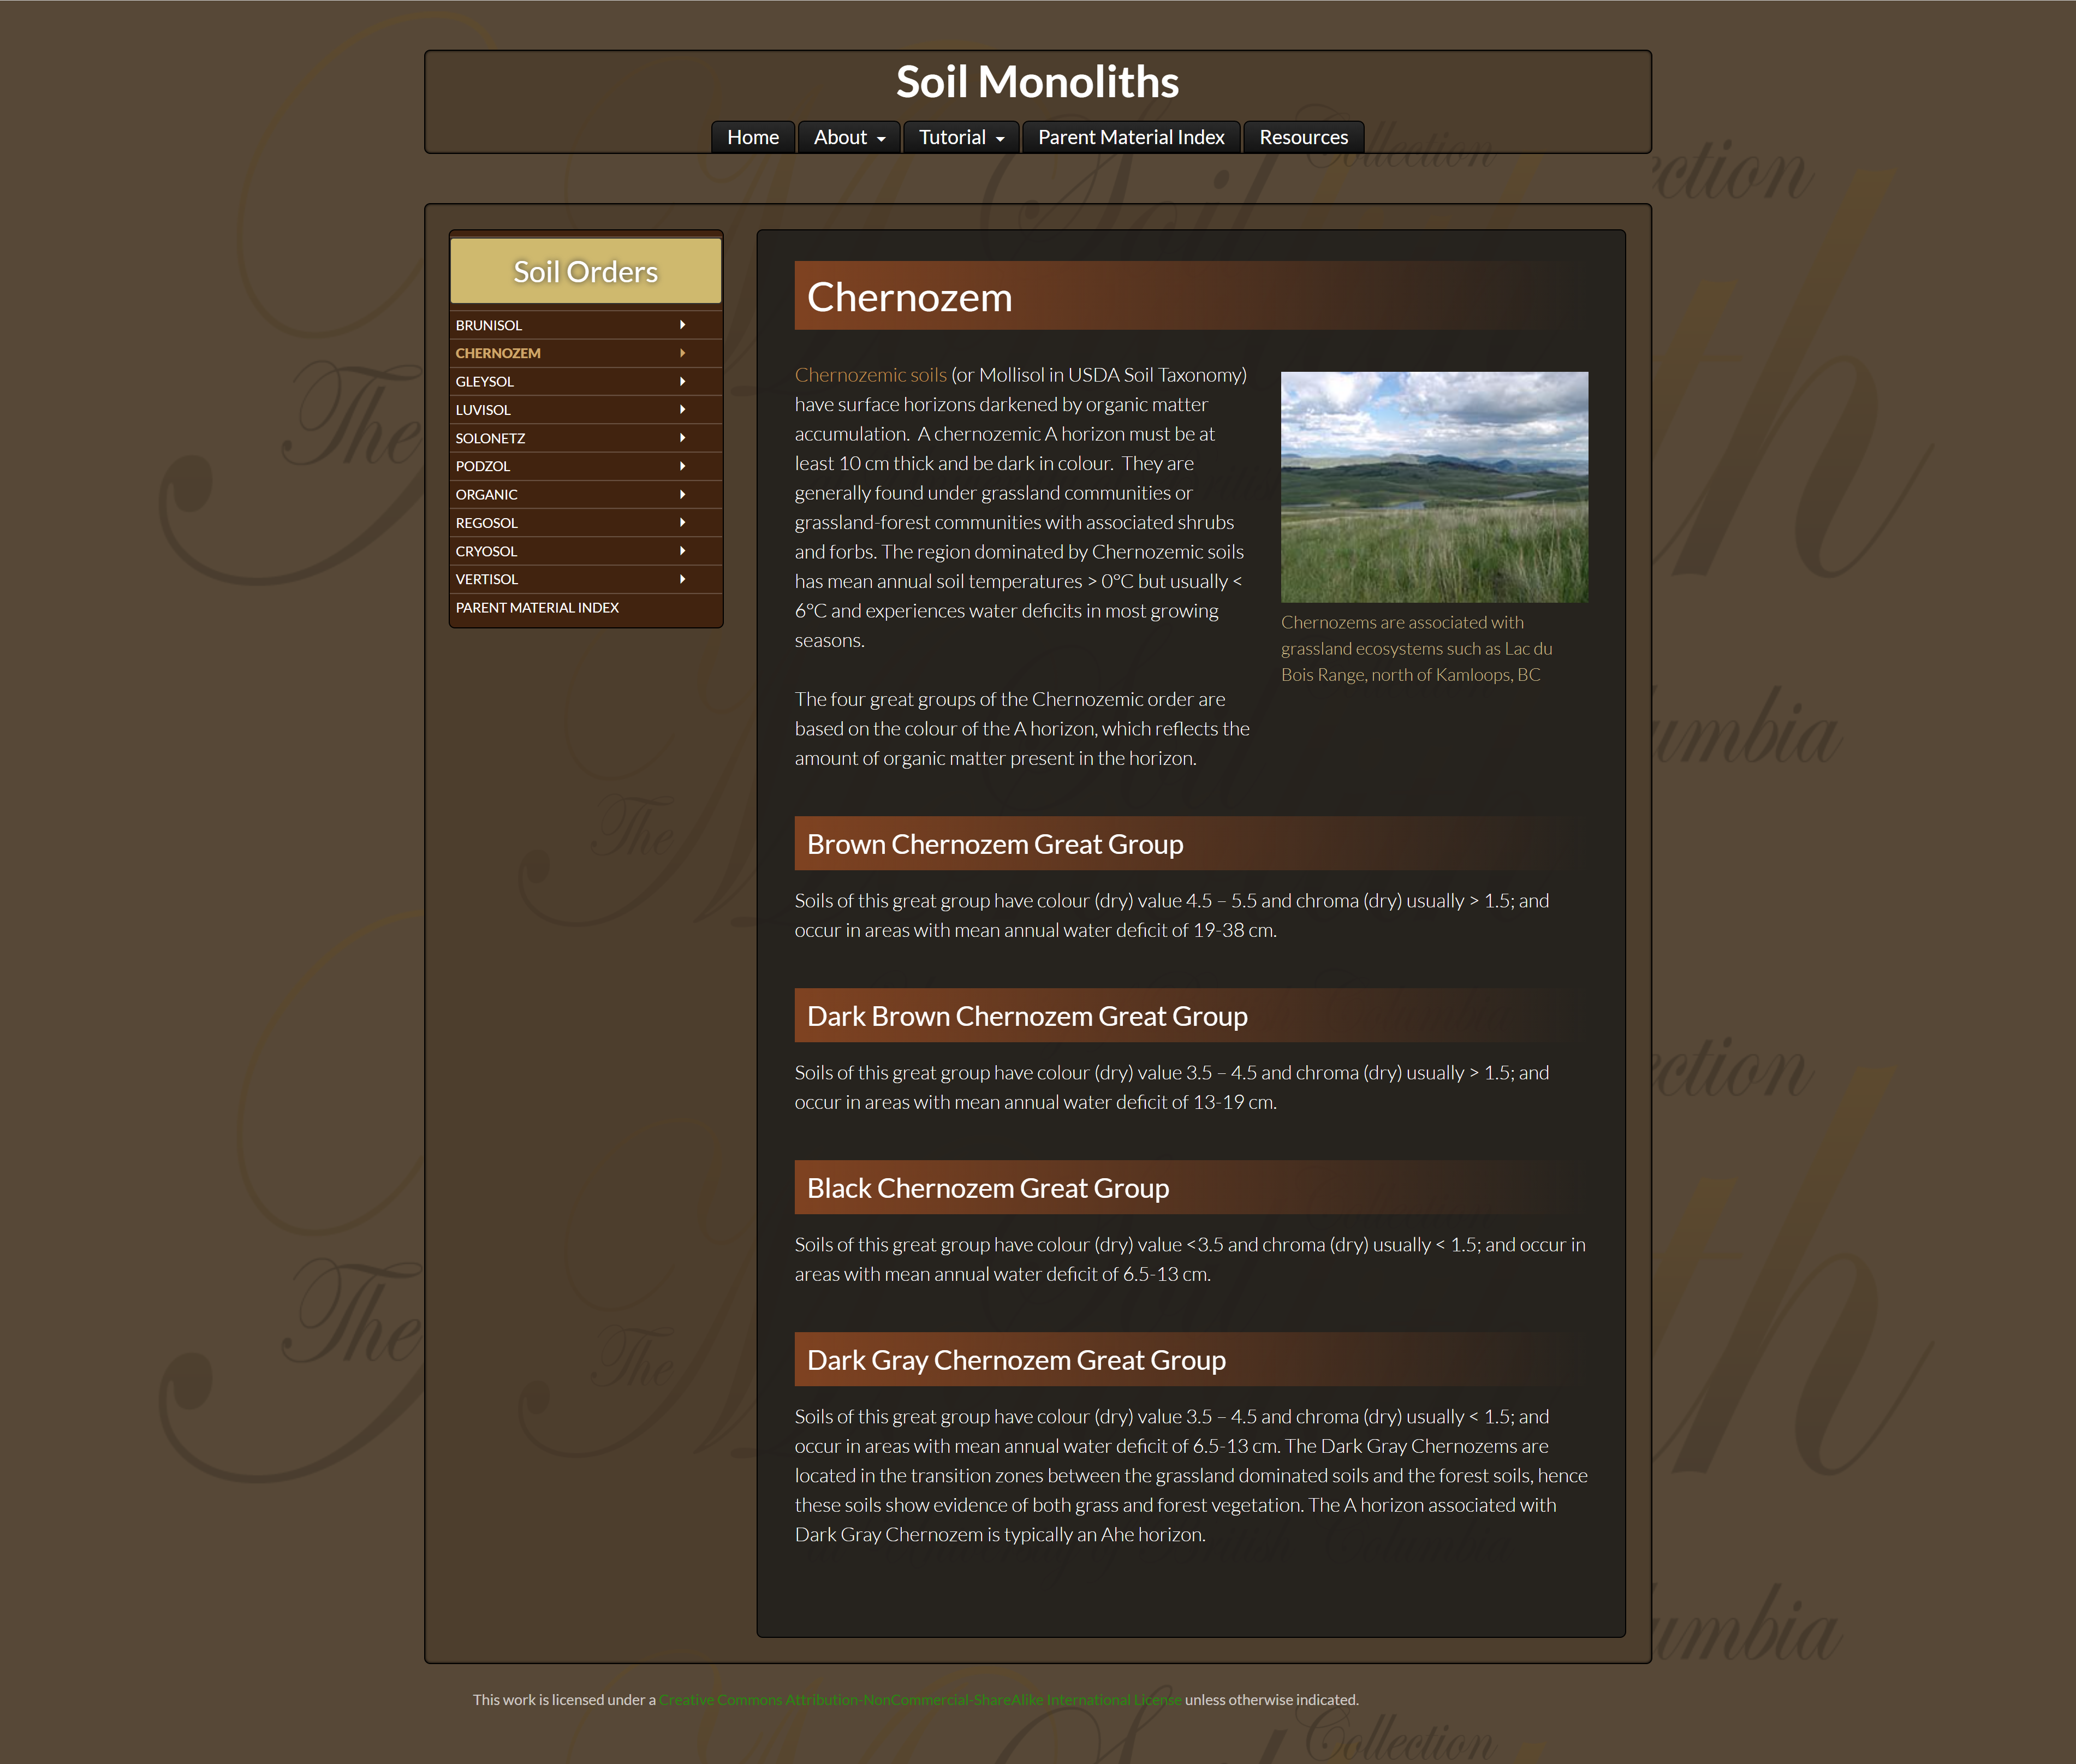 Soil Monoliths
Home About Tutorial Parent Material Index Resources
Soil Orders
BRUNISOL
CHERNOZEM
GLEYSOL
LUVISOL
SOLONETZ
PODZOL
ORGANIC
REGOSOL
CRYOSOL
VERTISOL
PARENT MATERIAL INDEX
Chernozem
Chernozemic soils (or Mollisol in USDA Soil Taxonomy)
have surface horizons darkened by organic matter
accumulation.  A chernozemic A horizon must be at
least 10 cm thick and be dark in colour.  They are
generally found under grassland communities or
grassland-forest communities with associated shrubs
and forbs. The region dominated by Chernozemic soils
has mean annual soil temperatures > 0°C but usually <
6°C and experiences water deficits in most growing
seasons.
Chernozems are associated with
grassland ecosystems such as Lac du
Bois Range, north of Kamloops, BC
The four great groups of the Chernozemic order are
based on the colour of the A horizon, which reflects the
amount of organic matter present in the horizon.
Brown Chernozem Great Group
Soils of this great group have colour (dry) value 4.5 – 5.5 and chroma (dry) usually > 1.5; and
occur in areas with mean annual water deficit of 19-38 cm.
Dark Brown Chernozem Great Group
Soils of this great group have colour (dry) value 3.5 – 4.5 and chroma (dry) usually > 1.5; and
occur in areas with mean annual water deficit of 13-19 cm.
Black Chernozem Great Group
Soils of this great group have colour (dry) value <3.5 and chroma (dry) usually < 1.5; and occur in
areas with mean annual water deficit of 6.5-13 cm.
Dark Gray Chernozem Great Group
Soils of this great group have colour (dry) value 3.5 – 4.5 and chroma (dry) usually < 1.5; and
occur in areas with mean annual water deficit of 6.5-13 cm. The Dark Gray Chernozems are
located in the transition zones between the grassland dominated soils and the forest soils, hence
these soils show evidence of both grass and forest vegetation. The A horizon associated with
Dark Gray Chernozem is typically an Ahe horizon.
This work is licensed under a Creative Commons Attribution-NonCommercial-ShareAlike International License unless otherwise indicated.
The
Soil
Collection
The
The
The
Collection